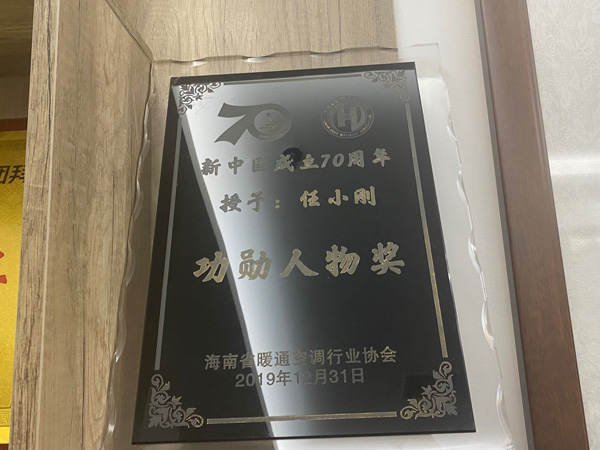 70
新中国成立70周年
授予：任小刚
功勋人物奖
海南省暖通空调行业协会
2019年12月31日